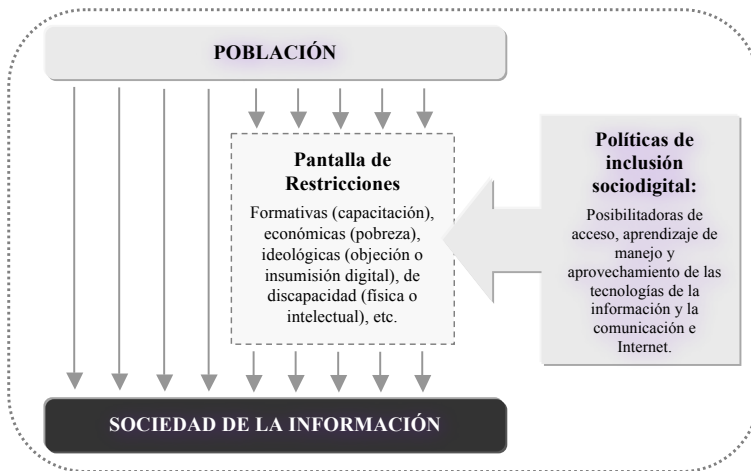 POBLACIÓN
Pantalla de
Restricciones
Formativas (capacitación),
económicas (pobreza),
ideológicas (objeción o
insumisión digital), de
discapacidad (física o
intelectual), etc.
Políticas de
inclusión
sociodigital:
Posibilitadoras de
acceso, aprendizaje de
manejo y
aprovechamiento de las
tecnologías de la
información y la
comunicación e
Internet.
SOCIEDAD DE LA INFORMACIÓN